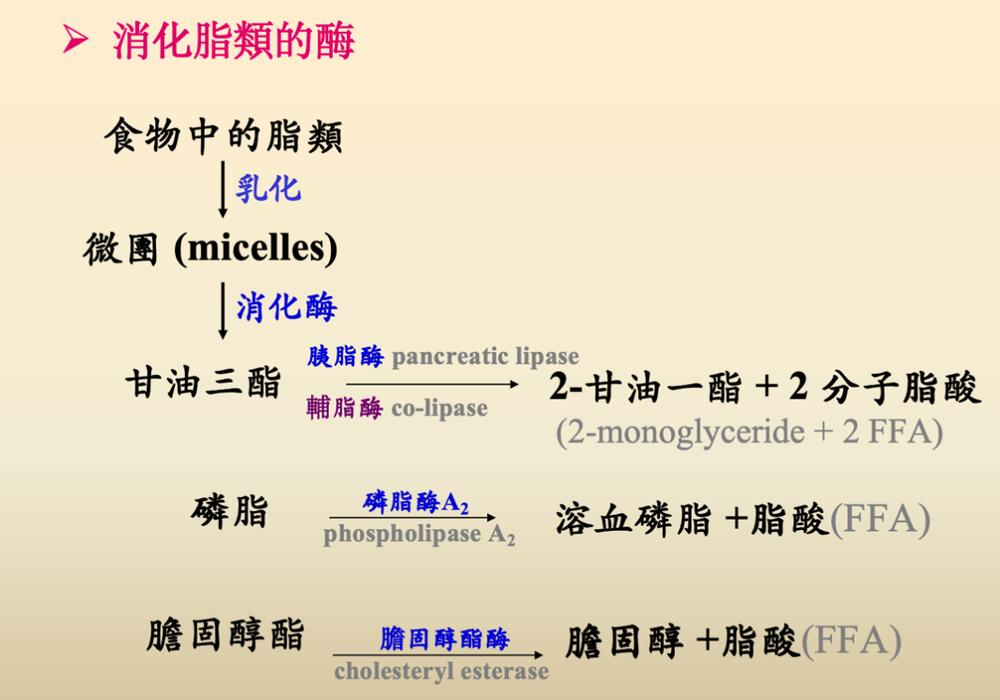 ➢ 消化脂類的酶
食物中的脂類
乳化
微團 (micelles)
消化酶
胰脂酶 pancreatic lipase
甘油三酯
2-甘油一酯 + 2 分子脂酸
輔脂酶 co-lipase
(2-monoglyceride + 2 FFA)
磷脂
磷脂酶A₂
phospholipase A₂
溶血磷脂 +脂酸(FFA)
膽固醇酯
膽固醇酯酶
cholesteryl esterase
膽固醇 +脂酸(FFA)